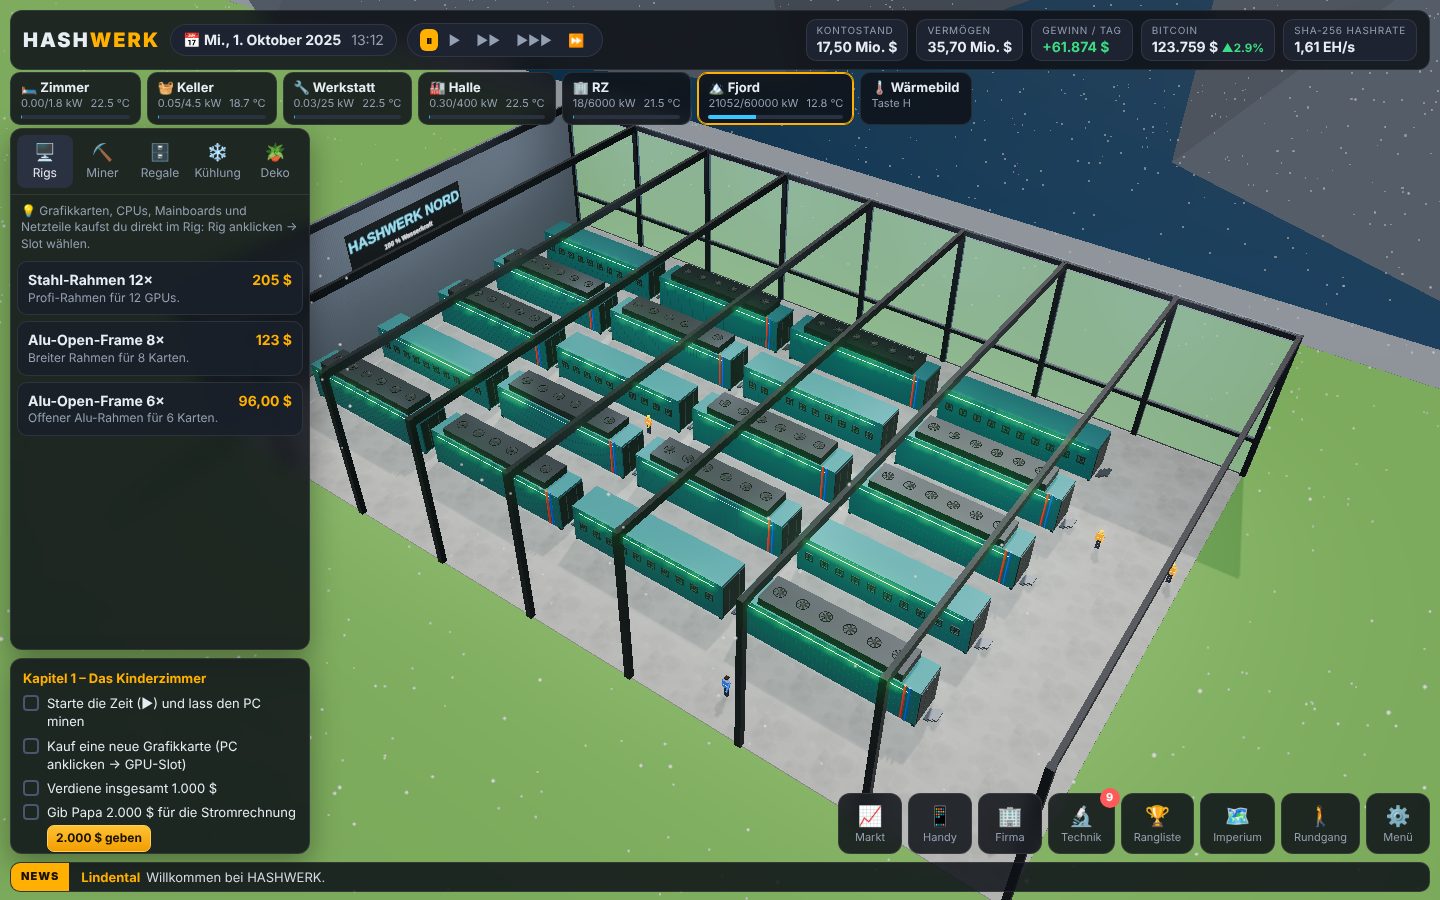 HASHWERK
Mi., 1. Oktober 2025 13:12
KONTOSTAND
17,50 Mio. $
VERMÖGEN
35,70 Mio. $
GEWINN / TAG
+61.874 $
BITCOIN
123.759 $ ▲2.9%
SHA-256 HASHRATE
1,61 EH/s
Zimmer
0.00/1.8 kW 22.5 °C
Keller
0.05/4.5 kW 18.7 °C
Werkstatt
0.03/25 kW 22.5 °C
Halle
0.30/400 kW 22.5 °C
RZ
18/6000 kW 21.5 °C
Fjord
21052/60000 kW 12.8 °C
Wärmebild
Taste H
Rigs
Miner
Regale
Kühlung
Deko
Grafikkarten, CPUs, Mainboards und
Netzteile kaufst du direkt im Rig: Rig anklicken →
Slot wählen.
Stahl-Rahmen 12× 205 $
Profi-Rahmen für 12 GPUs.
Alu-Open-Frame 8× 123 $
Breiter Rahmen für 8 Karten.
Alu-Open-Frame 6× 96,00 $
Offener Alu-Rahmen für 6 Karten.
HASHWERK NORD
100 % Wasserkraft
Kapitel 1 – Das Kinderzimmer
Starte die Zeit (▶) und lass den PC
minen
Kauf eine neue Grafikkarte (PC
anklicken → GPU-Slot)
Verdiene insgesamt 1.000 $
Gib Papa 2.000 $ für die Stromrechnung
2.000 $ geben
Markt
Handy
Firma
9
Technik
Rangliste
Imperium
Rundgang
Menü
NEWS Lindental Willkommen bei HASHWERK.